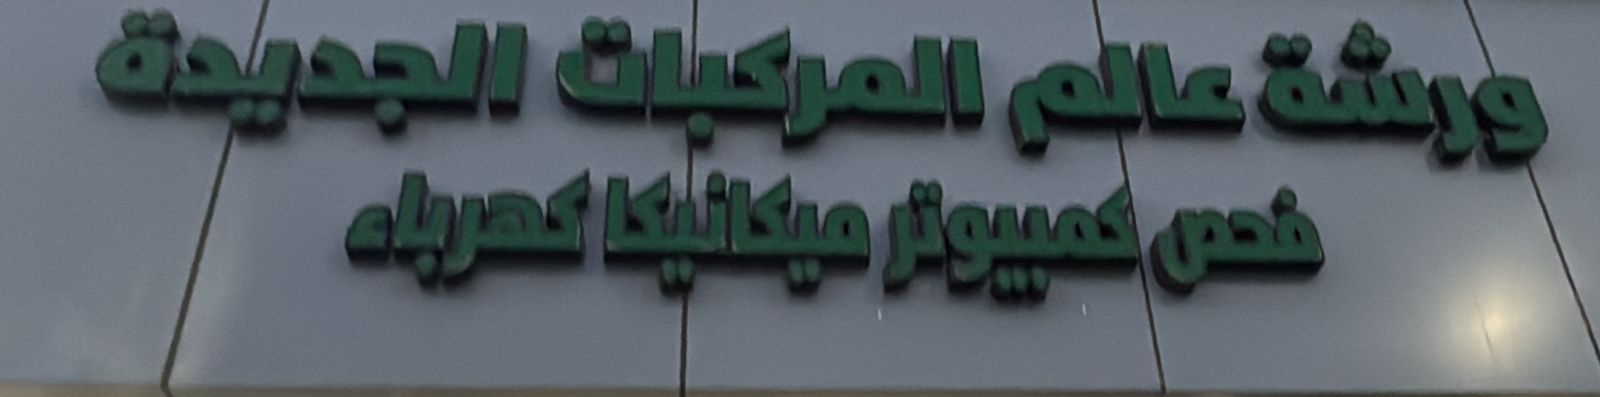 ورشة عالم المركبات الجديدة
فحص كمبيوتر ميكانيكا كهرباء